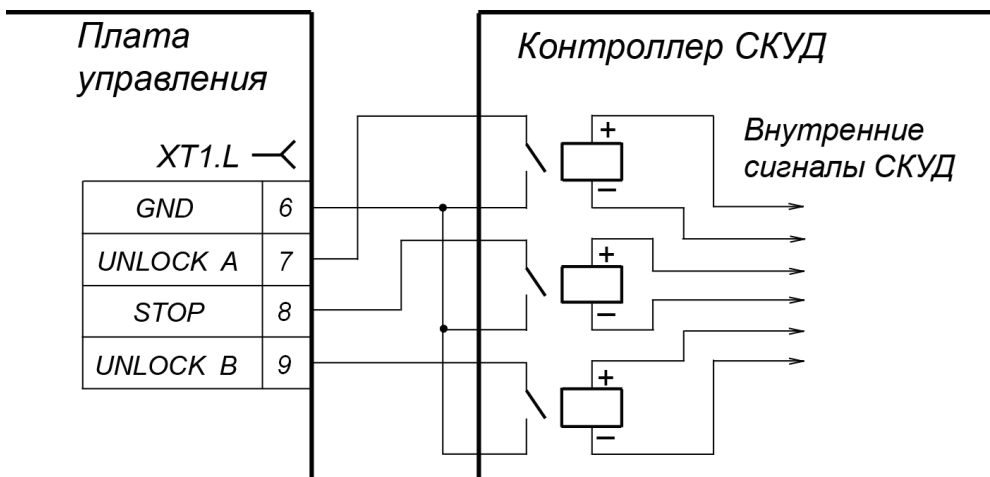 Плата
управления
Контроллер СКУД
XT1.L
GND 6
UNLOCK A 7
STOP 8
UNLOCK B 9
+
−
+
−
+
−
Внутренние
сигналы СКУД